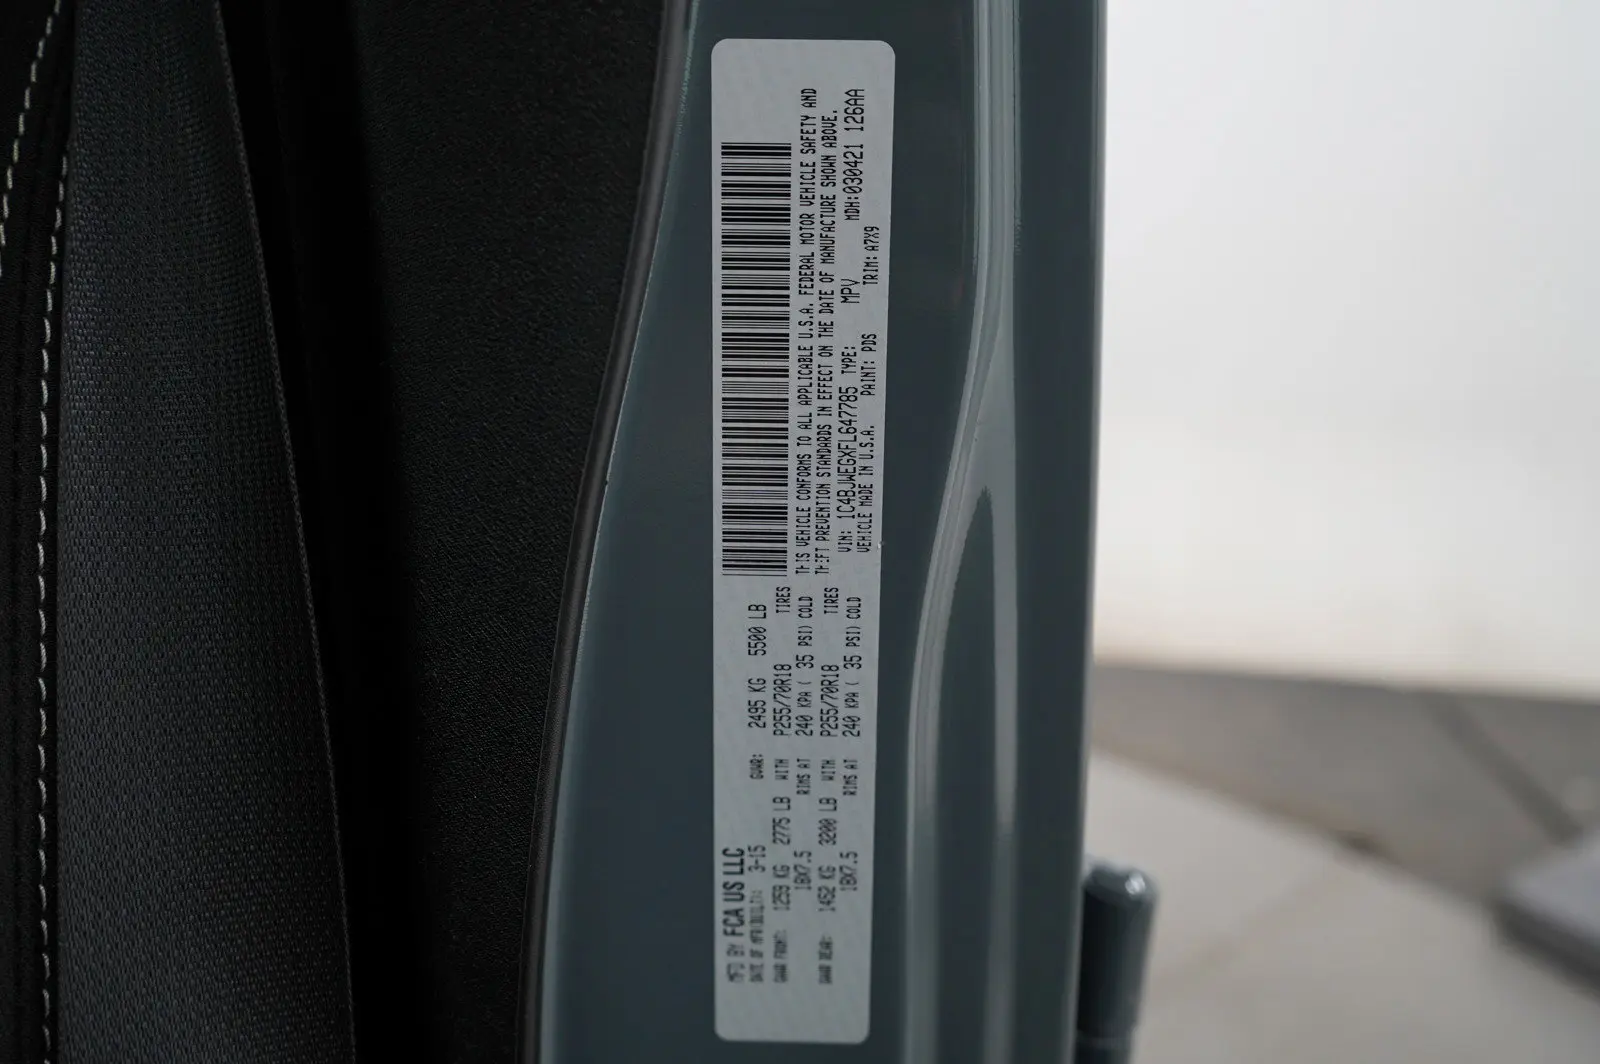 MFD BY FCA US LLC
DATE OF MFR(BUILT): 3-15 GVWR: 2495 KG 5500 LB
GAWR FRONT: 1259 KG 2775 LB WITH P255/70R18 TIRES
18X7.5 RIMS AT 240 KPA ( 35 PSI) COLD
GAWR REAR: 1452 KG 3200 LB WITH P255/70R18 TIRES
18X7.5 RIMS AT 240 KPA ( 35 PSI) COLD
THIS VEHICLE CONFORMS TO ALL APPLICABLE U.S.A. FEDERAL MOTOR VEHICLE SAFETY AND
THEFT PREVENTION STANDARDS IN EFFECT ON THE DATE OF MANUFACTURE SHOWN ABOVE.
VIN: 1C4BJWEGXFL647785 TYPE: MPV MDH:030421 126AA
VEHICLE MADE IN U.S.A. PAINT: PDS TRIM: A7X9